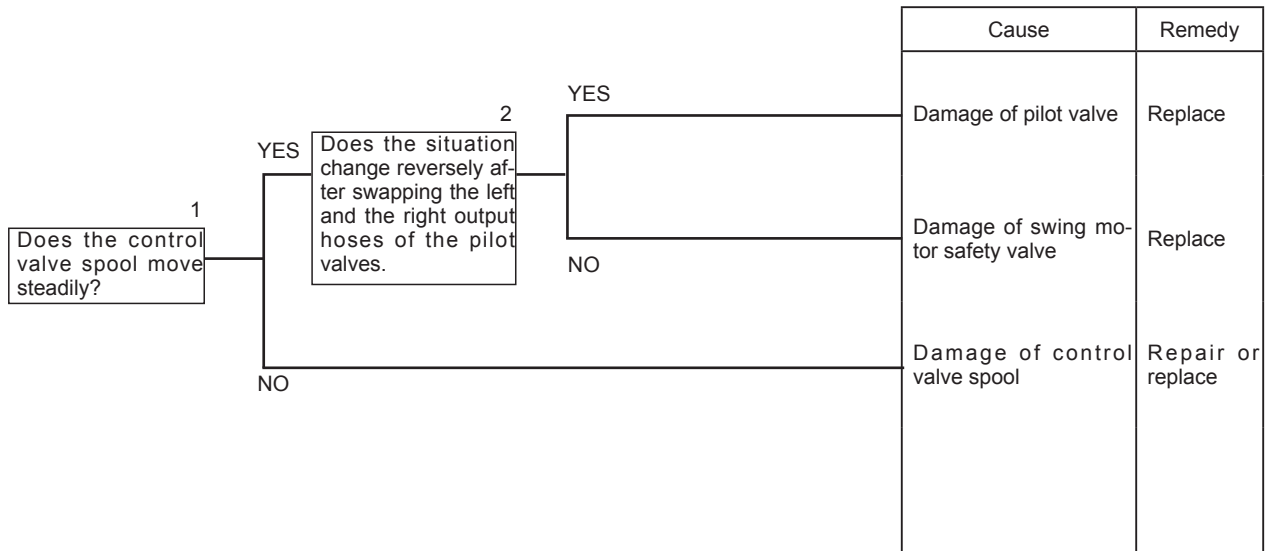 Cause
Remedy
YES
2
Damage of pilot valve
Replace
YES
Does the situation
change reversely af-
ter swapping the left
and the right output
hoses of the pilot
valves.
1
Does the control
valve spool move
steadily?
Damage of swing mo-
tor safety valve
Replace
NO
Damage of control
valve spool
Repair or
replace
NO